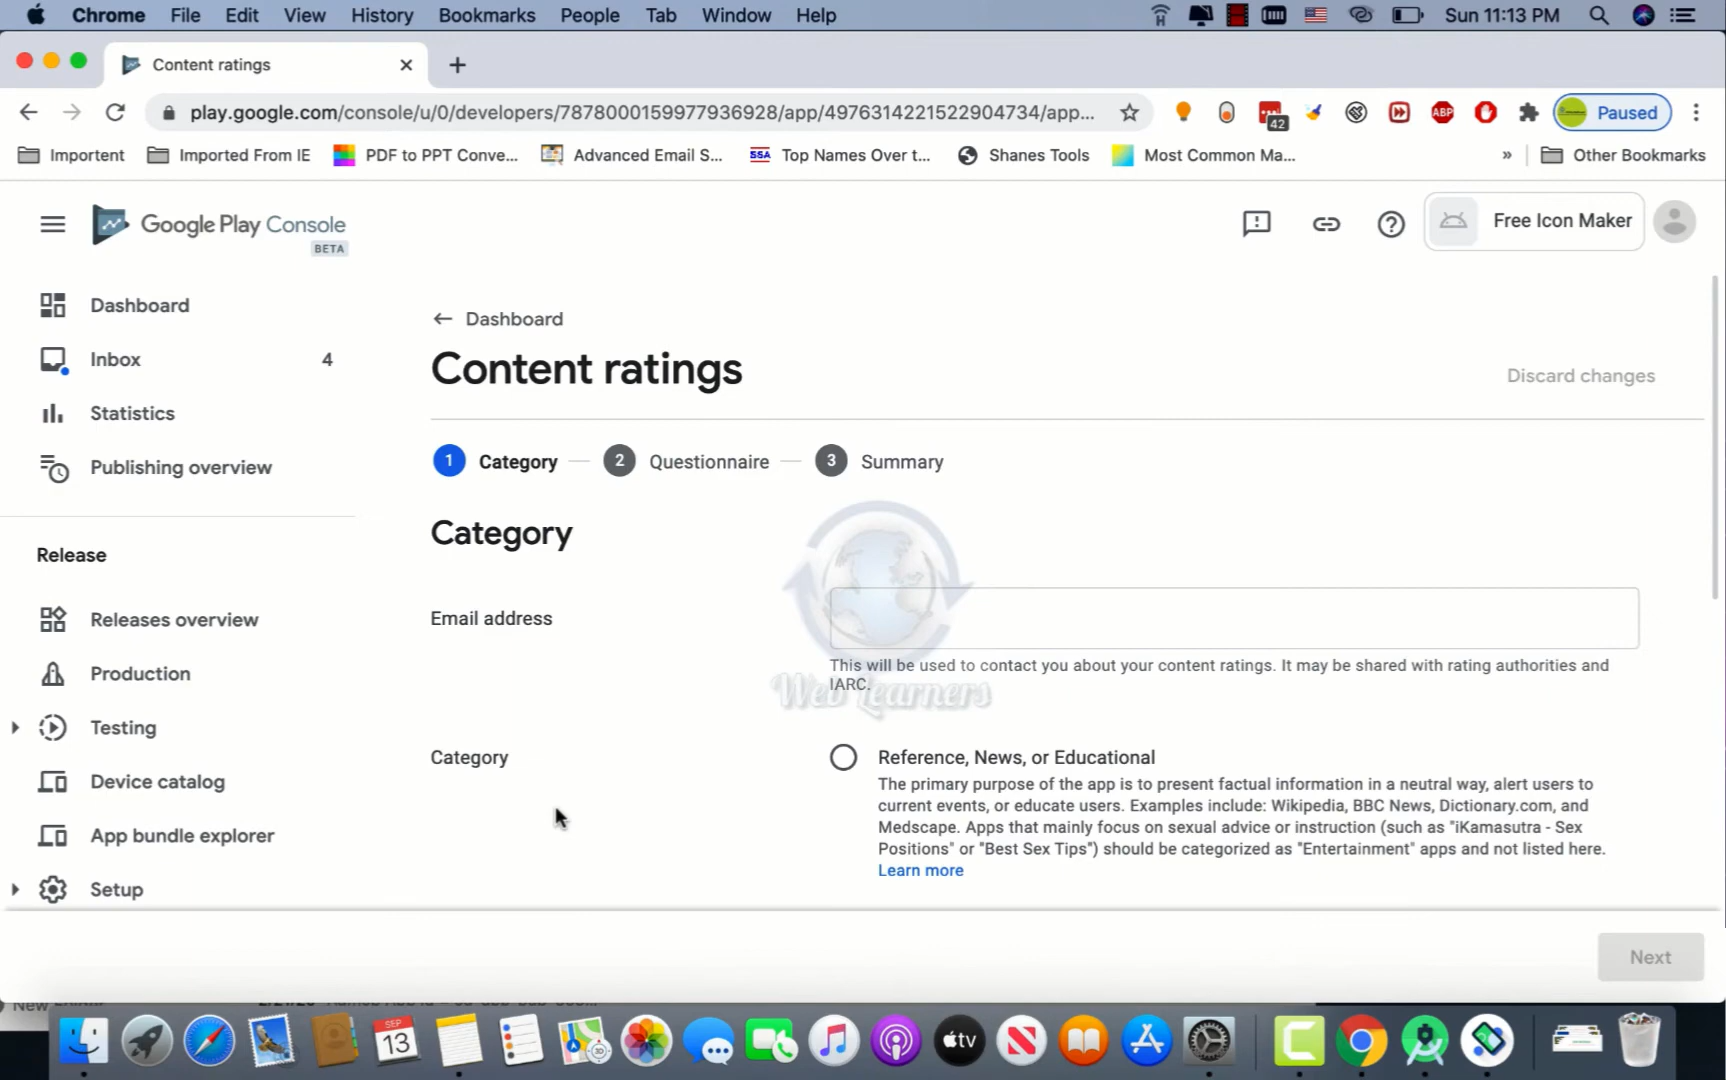 Chrome File Edit View History Bookmarks People Tab Window Help Sun 11:13 PM
Content ratings
play.google.com/console/u/0/developers/7878000159977936928/app/4976314221522904734/app... 42 ABP Paused
Importent Imported From IE PDF to PPT Conve... Advanced Email S... SSA Top Names Over t... Shanes Tools Most Common Ma... » Other Bookmarks
Google Play Console
BETA
Free Icon Maker
Dashboard
Inbox 4
Statistics
Publishing overview
Release
Releases overview
Production
Testing
Device catalog
App bundle explorer
Setup
Dashboard
Content ratings
Discard changes
1 Category 2 Questionnaire 3 Summary
Category
Email address
This will be used to contact you about your content ratings. It may be shared with rating authorities and
IARC.
Web Learners
Category
Reference, News, or Educational
The primary purpose of the app is to present factual information in a neutral way, alert users to
current events, or educate users. Examples include: Wikipedia, BBC News, Dictionary.com, and
Medscape. Apps that mainly focus on sexual advice or instruction (such as "iKamasutra - Sex
Positions" or "Best Sex Tips") should be categorized as "Entertainment" apps and not listed here.
Learn more
Next
New
SEP
13
3D
tv